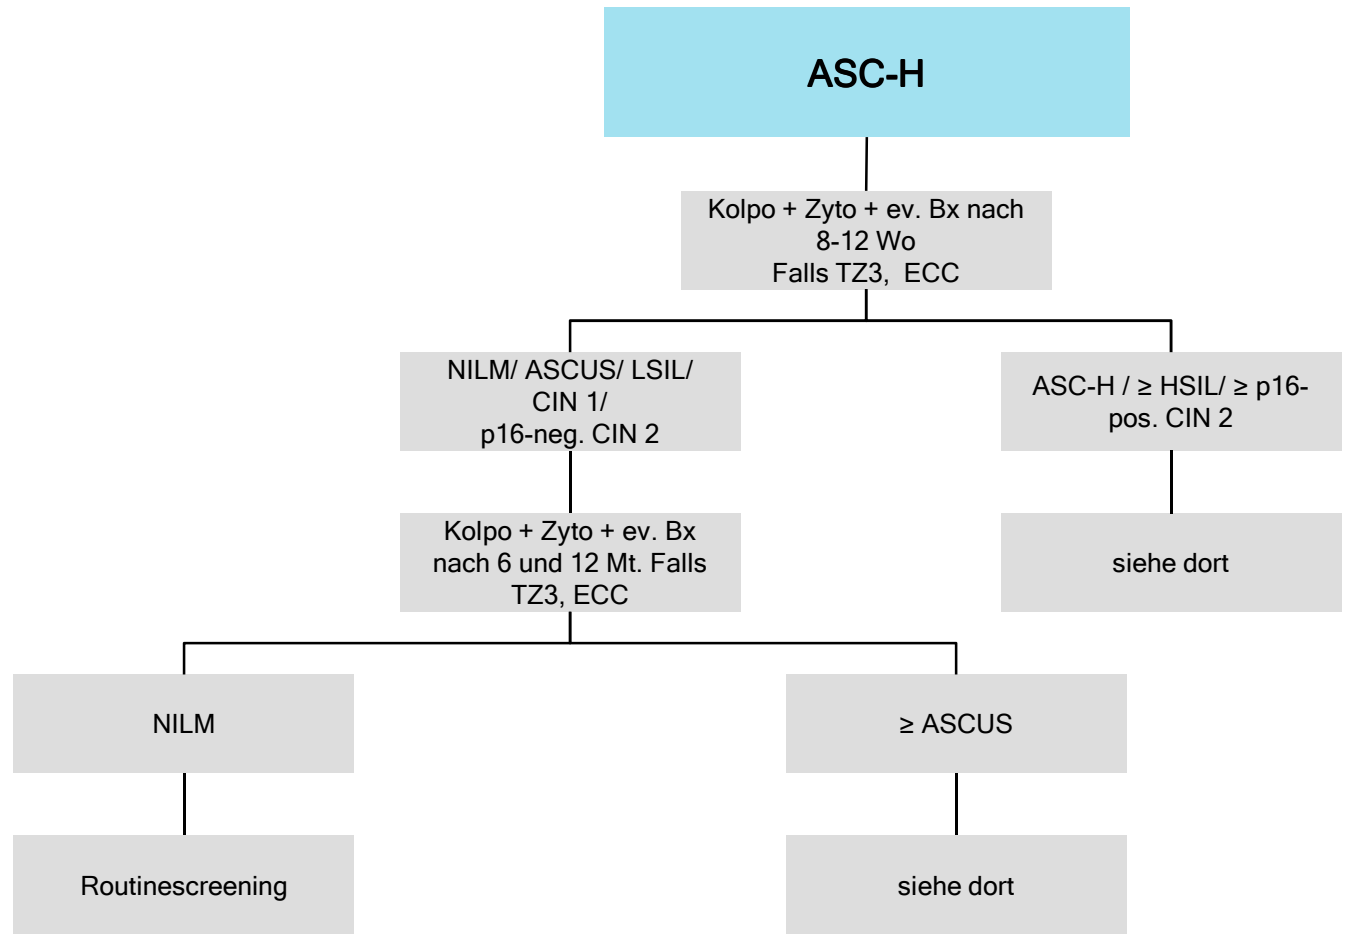 ASC-H
Kolpo + Zyto + ev. Bx nach
8-12 Wo
Falls TZ3, ECC
NILM/ ASCUS/ LSIL/
CIN 1/
p16-neg. CIN 2
ASC-H / ≥ HSIL/ ≥ p16-
pos. CIN 2
Kolpo + Zyto + ev. Bx
nach 6 und 12 Mt. Falls
TZ3, ECC
siehe dort
NILM
≥ ASCUS
Routinescreening
siehe dort